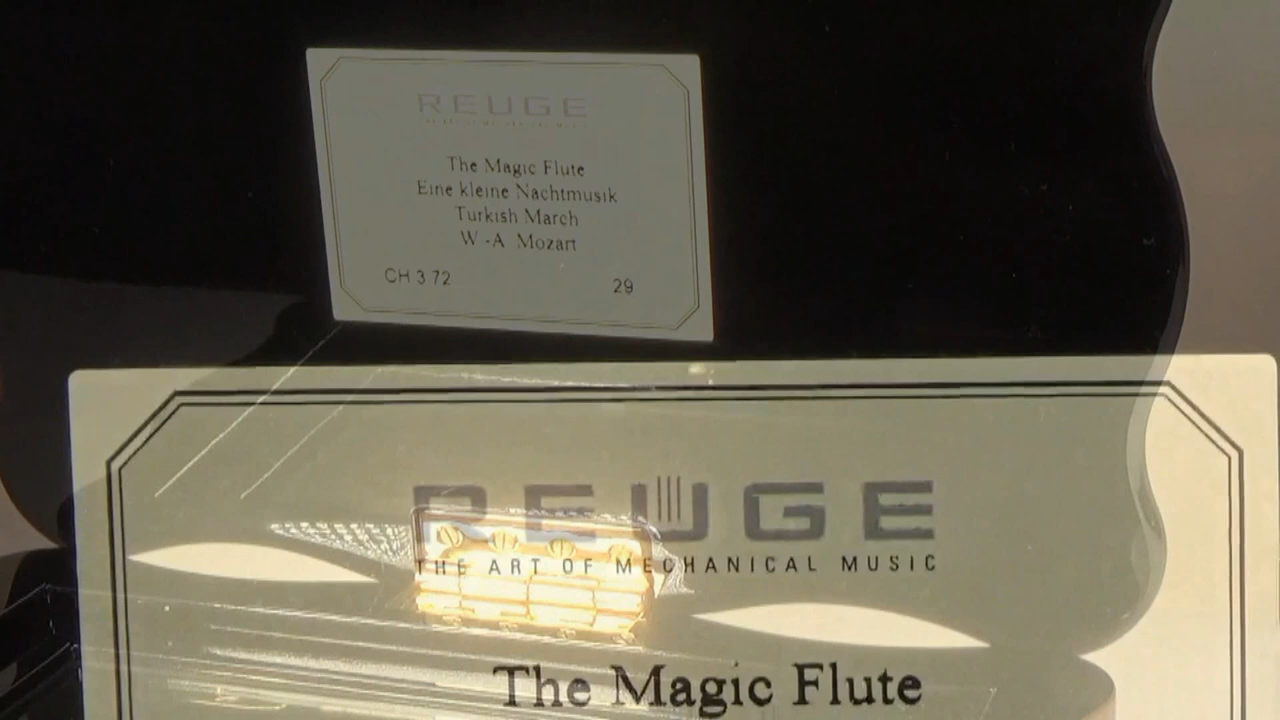 REUGE
The Magic Flute
Eine kleine Nachtmusik
Turkish March
W -A Mozart
CH 3 72
29
REUGE
THE ART OF MECHANICAL MUSIC
The Magic Flute